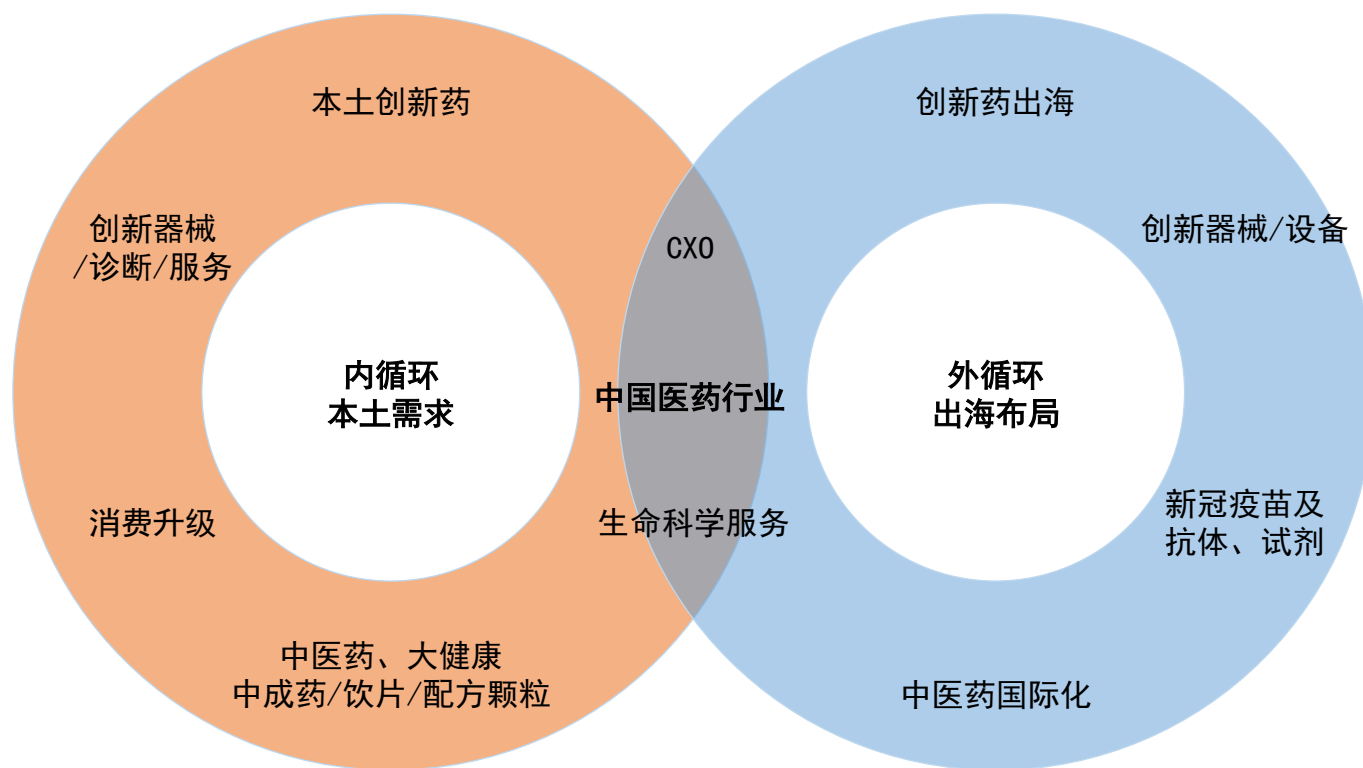 本土创新药
创新器械
/诊断/服务
内循环
本土需求
消费升级
中医药、大健康
中成药/饮片/配方颗粒
CXO
中国医药行业
生命科学服务
创新药出海
创新器械/设备
外循环
出海布局
新冠疫苗及
抗体、试剂
中医药国际化